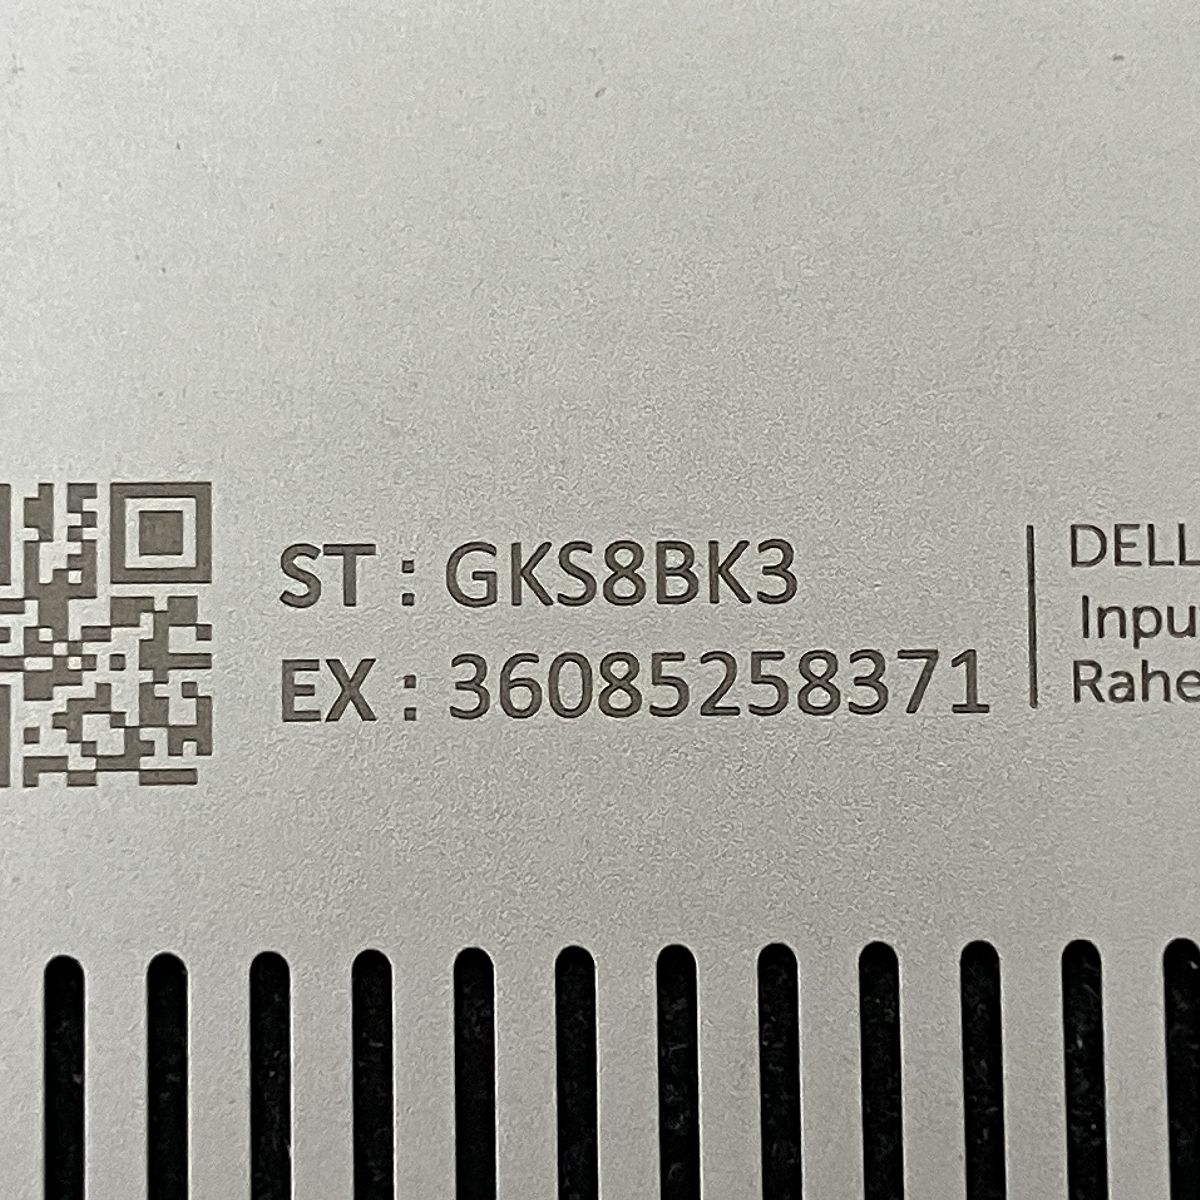 ST : GKS8BK3
EX : 36085258371
DELL
Inpu
Rahe